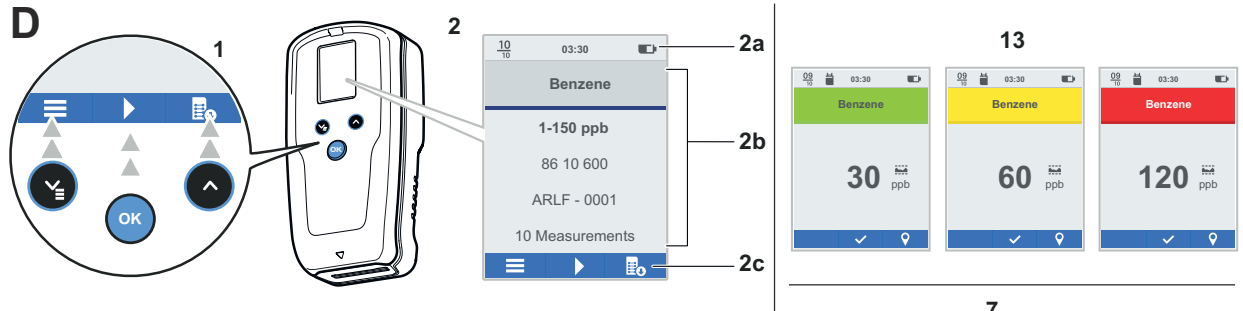 D
1
OK
OK
2
10
10
03:30
Benzene
1-150 ppb
86 10 600
ARLF - 0001
10 Measurements
2a
2b
2c
13
09
10
03:30
Benzene
30 ppb
09
10
03:30
Benzene
60 ppb
09
10
03:30
Benzene
120 ppb
7